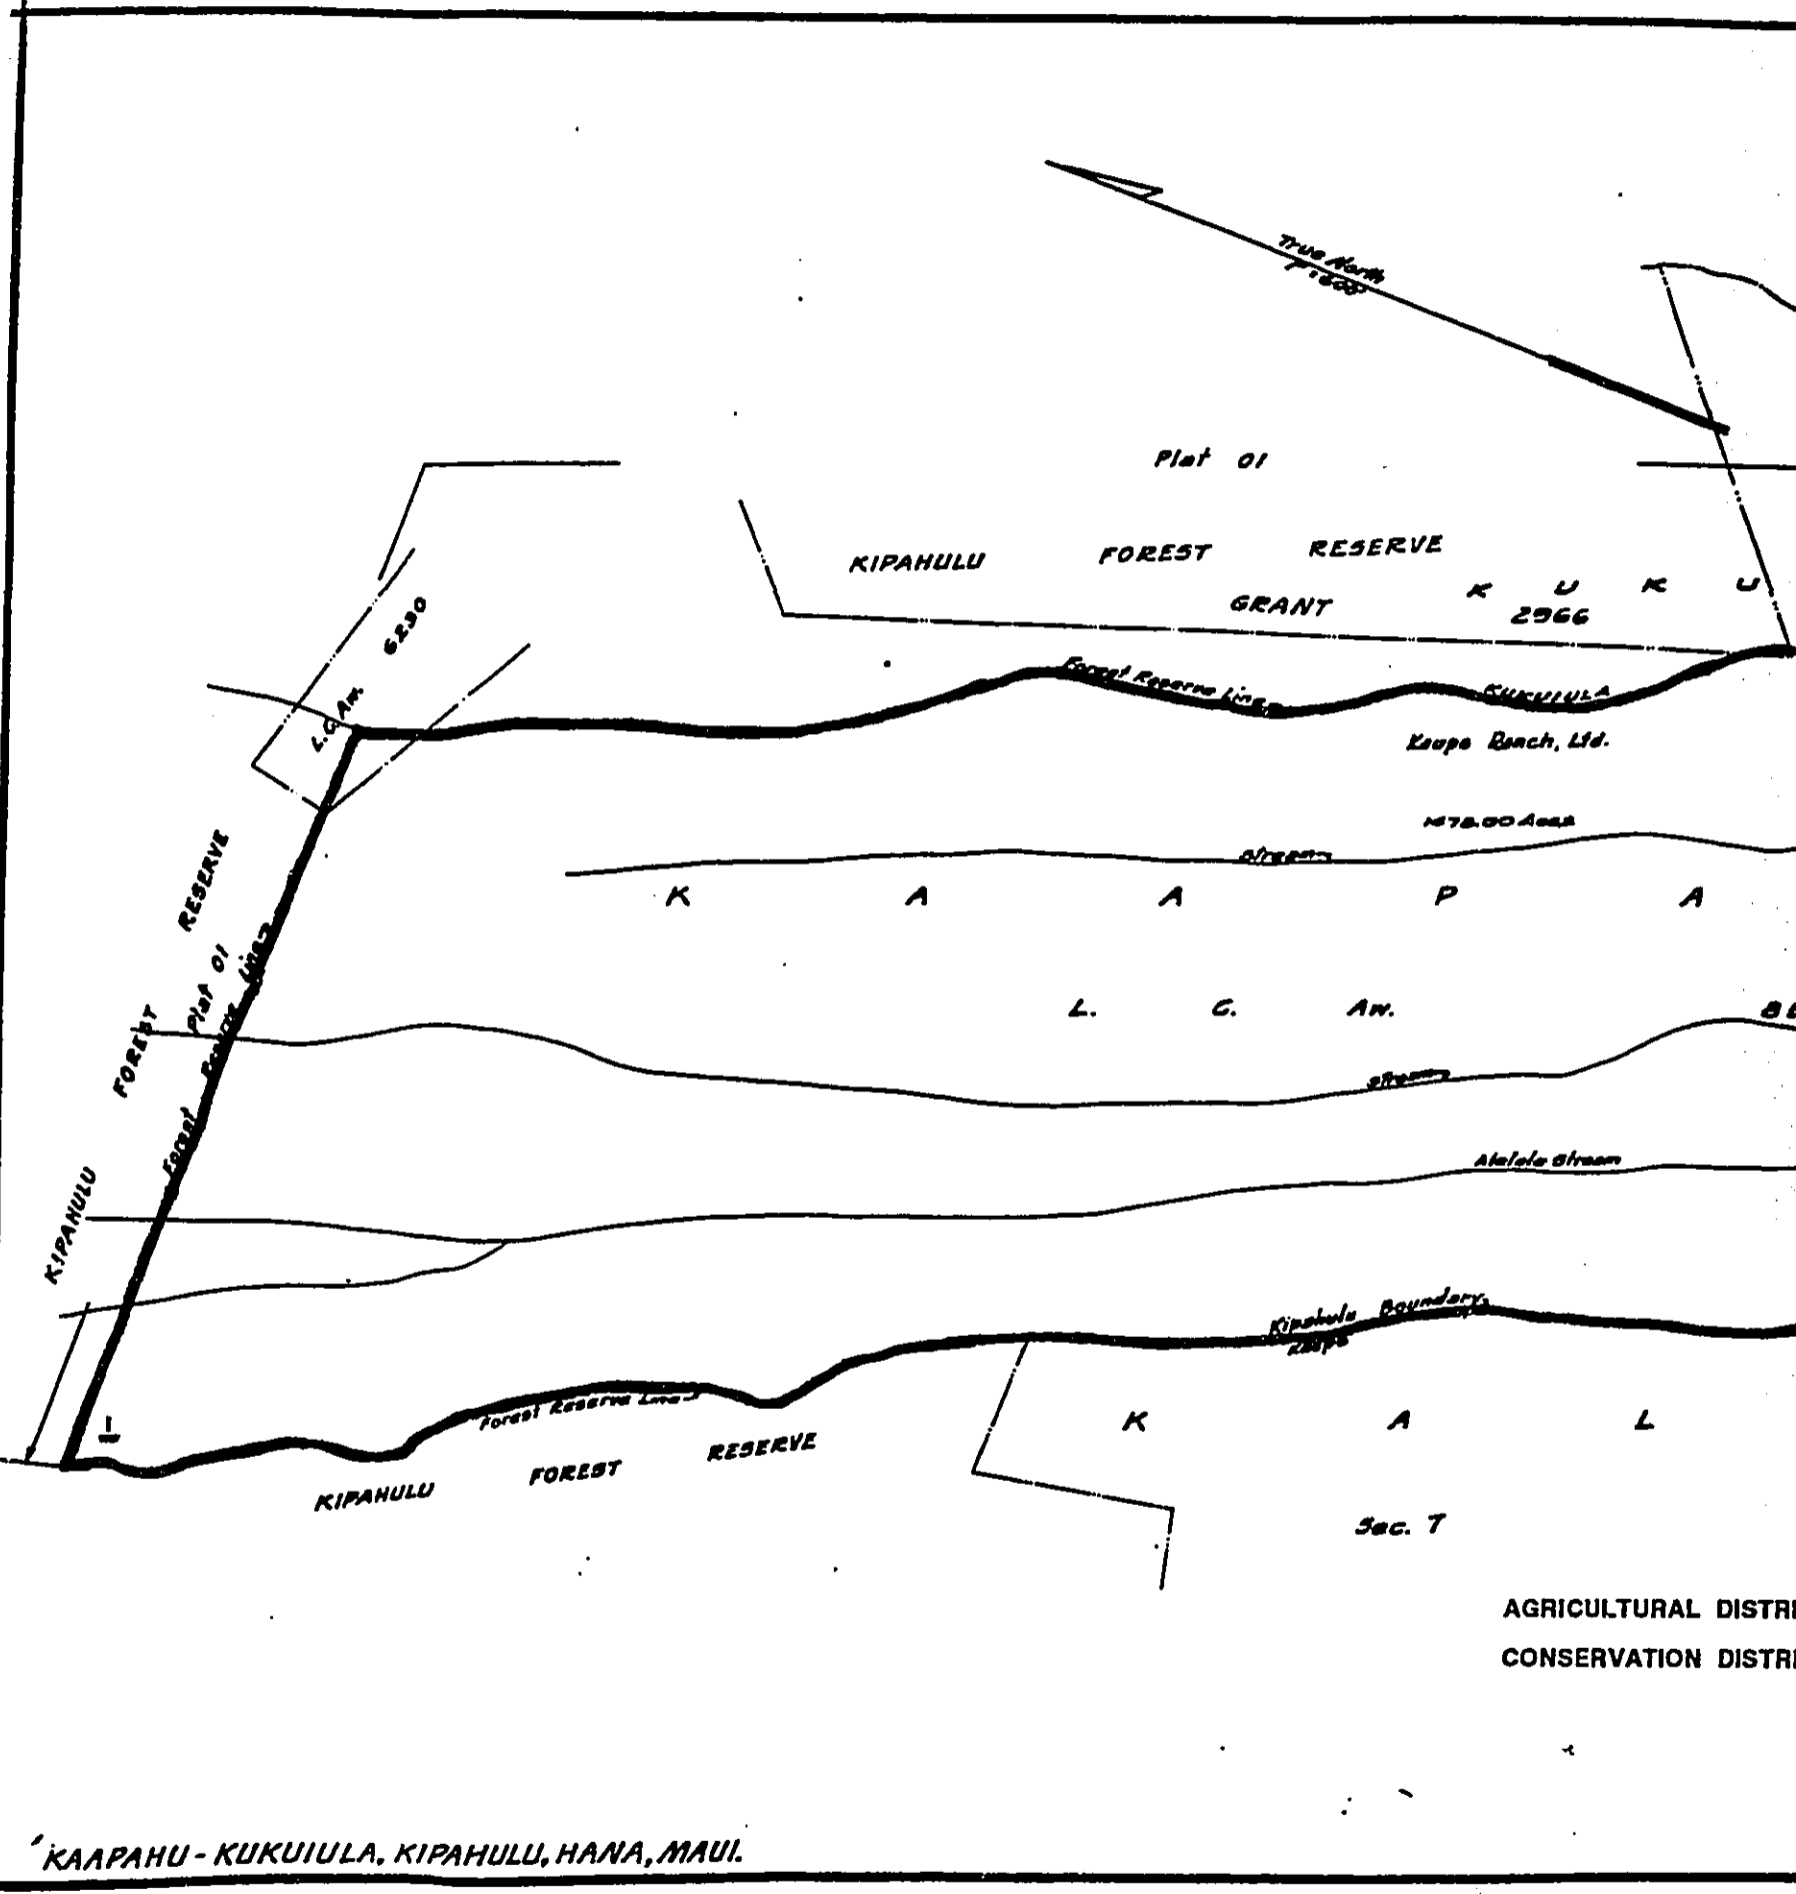 True North
Plat 01
KIPAHULU FOREST RESERVE
K U K U
GRANT 2966
6230
L.C. Aw.
Forest Reserve Line
KUKUIULA
Kaupo Ranch, Ltd.
stream
K A A P A
RESERVE
Plat 01
Forest Reserve Line
L. C. Aw.
FOREST
stream
Alelele Stream
KIPAHULU
Kipahulu Boundary
Kaupo
1
Forest Reserve Line
K A L
KIPAHULU FOREST RESERVE
Sec. 7
AGRICULTURAL DISTRI
CONSERVATION DISTRI
KAAPAHU - KUKUIULA, KIPAHULU, HANA, MAUI.